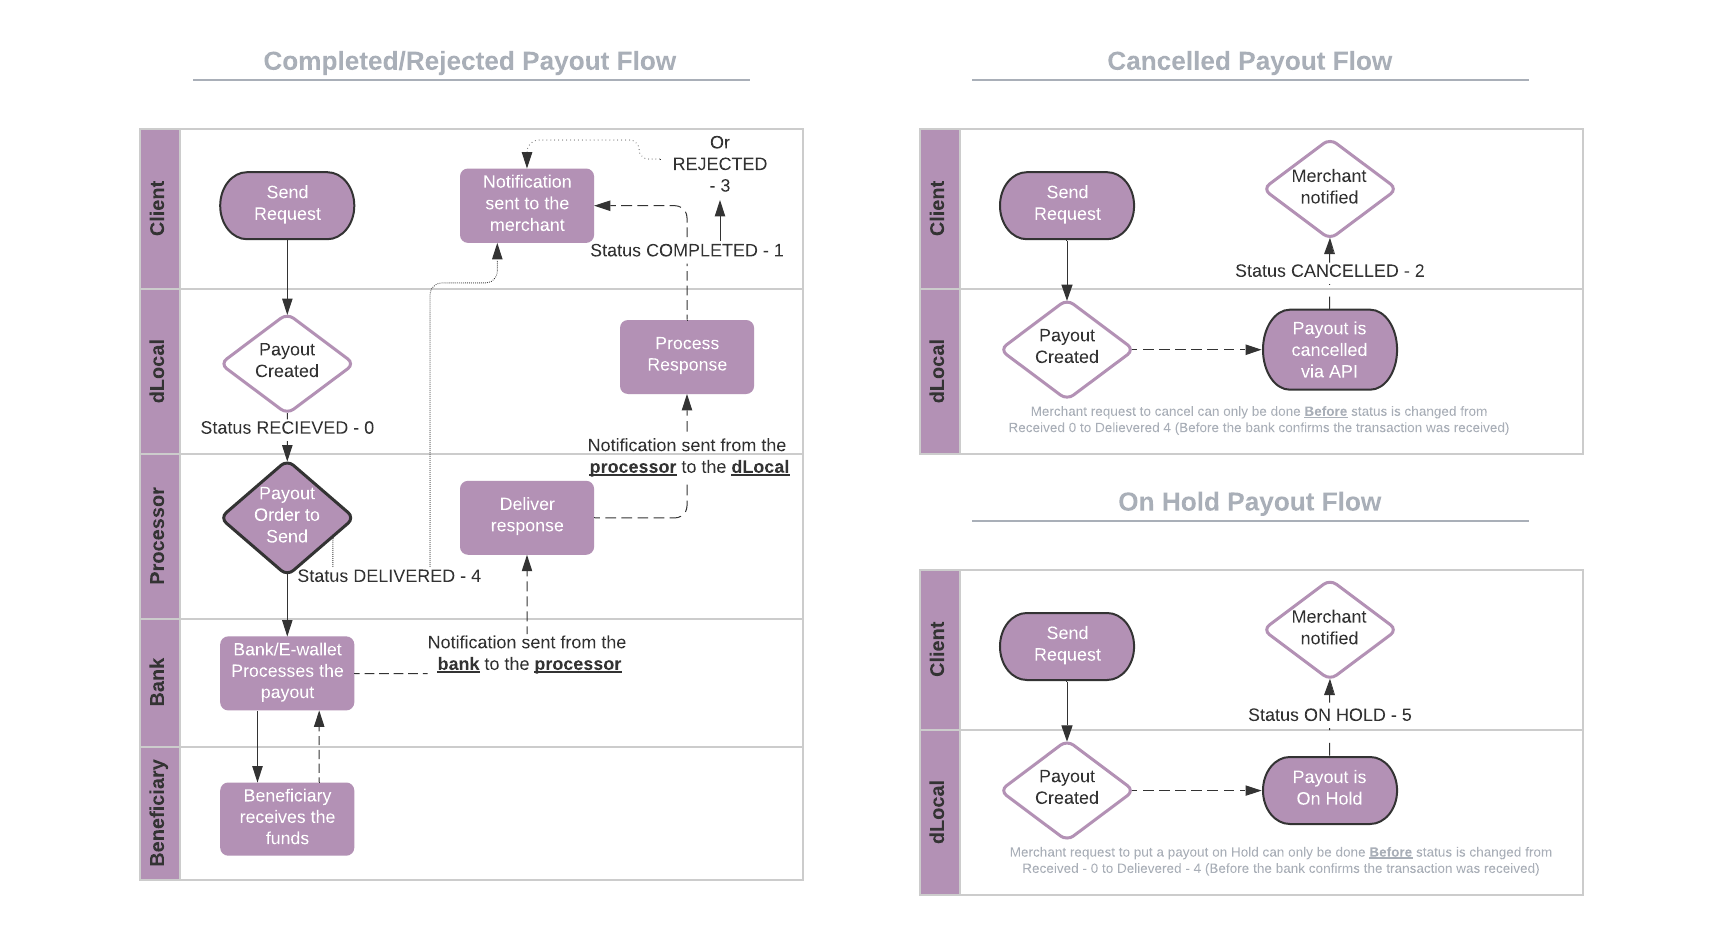 Completed/Rejected Payout Flow
Client
Send
Request
Notification
sent to the
merchant
Or
REJECTED
- 3
Status COMPLETED - 1
dLocal
Payout
Created
Process
Response
Status RECIEVED - 0
Notification sent from the
processor to the dLocal
Processor
Payout
Order to
Send
Deliver
response
Status DELIVERED - 4
Bank
Bank/E-wallet
Processes the
payout
Notification sent from the
bank to the processor
Beneficiary
Beneficiary
receives the
funds
Cancelled Payout Flow
Client
Send
Request
Merchant
notified
Status CANCELLED - 2
dLocal
Payout
Created
Payout is
cancelled
via API
Merchant request to cancel can only be done Before status is changed from
Received 0 to Delievered 4 (Before the bank confirms the transaction was received)
On Hold Payout Flow
Client
Send
Request
Merchant
notified
Status ON HOLD - 5
dLocal
Payout
Created
Payout is
On Hold
Merchant request to put a payout on Hold can only be done Before status is changed from
Received - 0 to Delievered - 4 (Before the bank confirms the transaction was received)